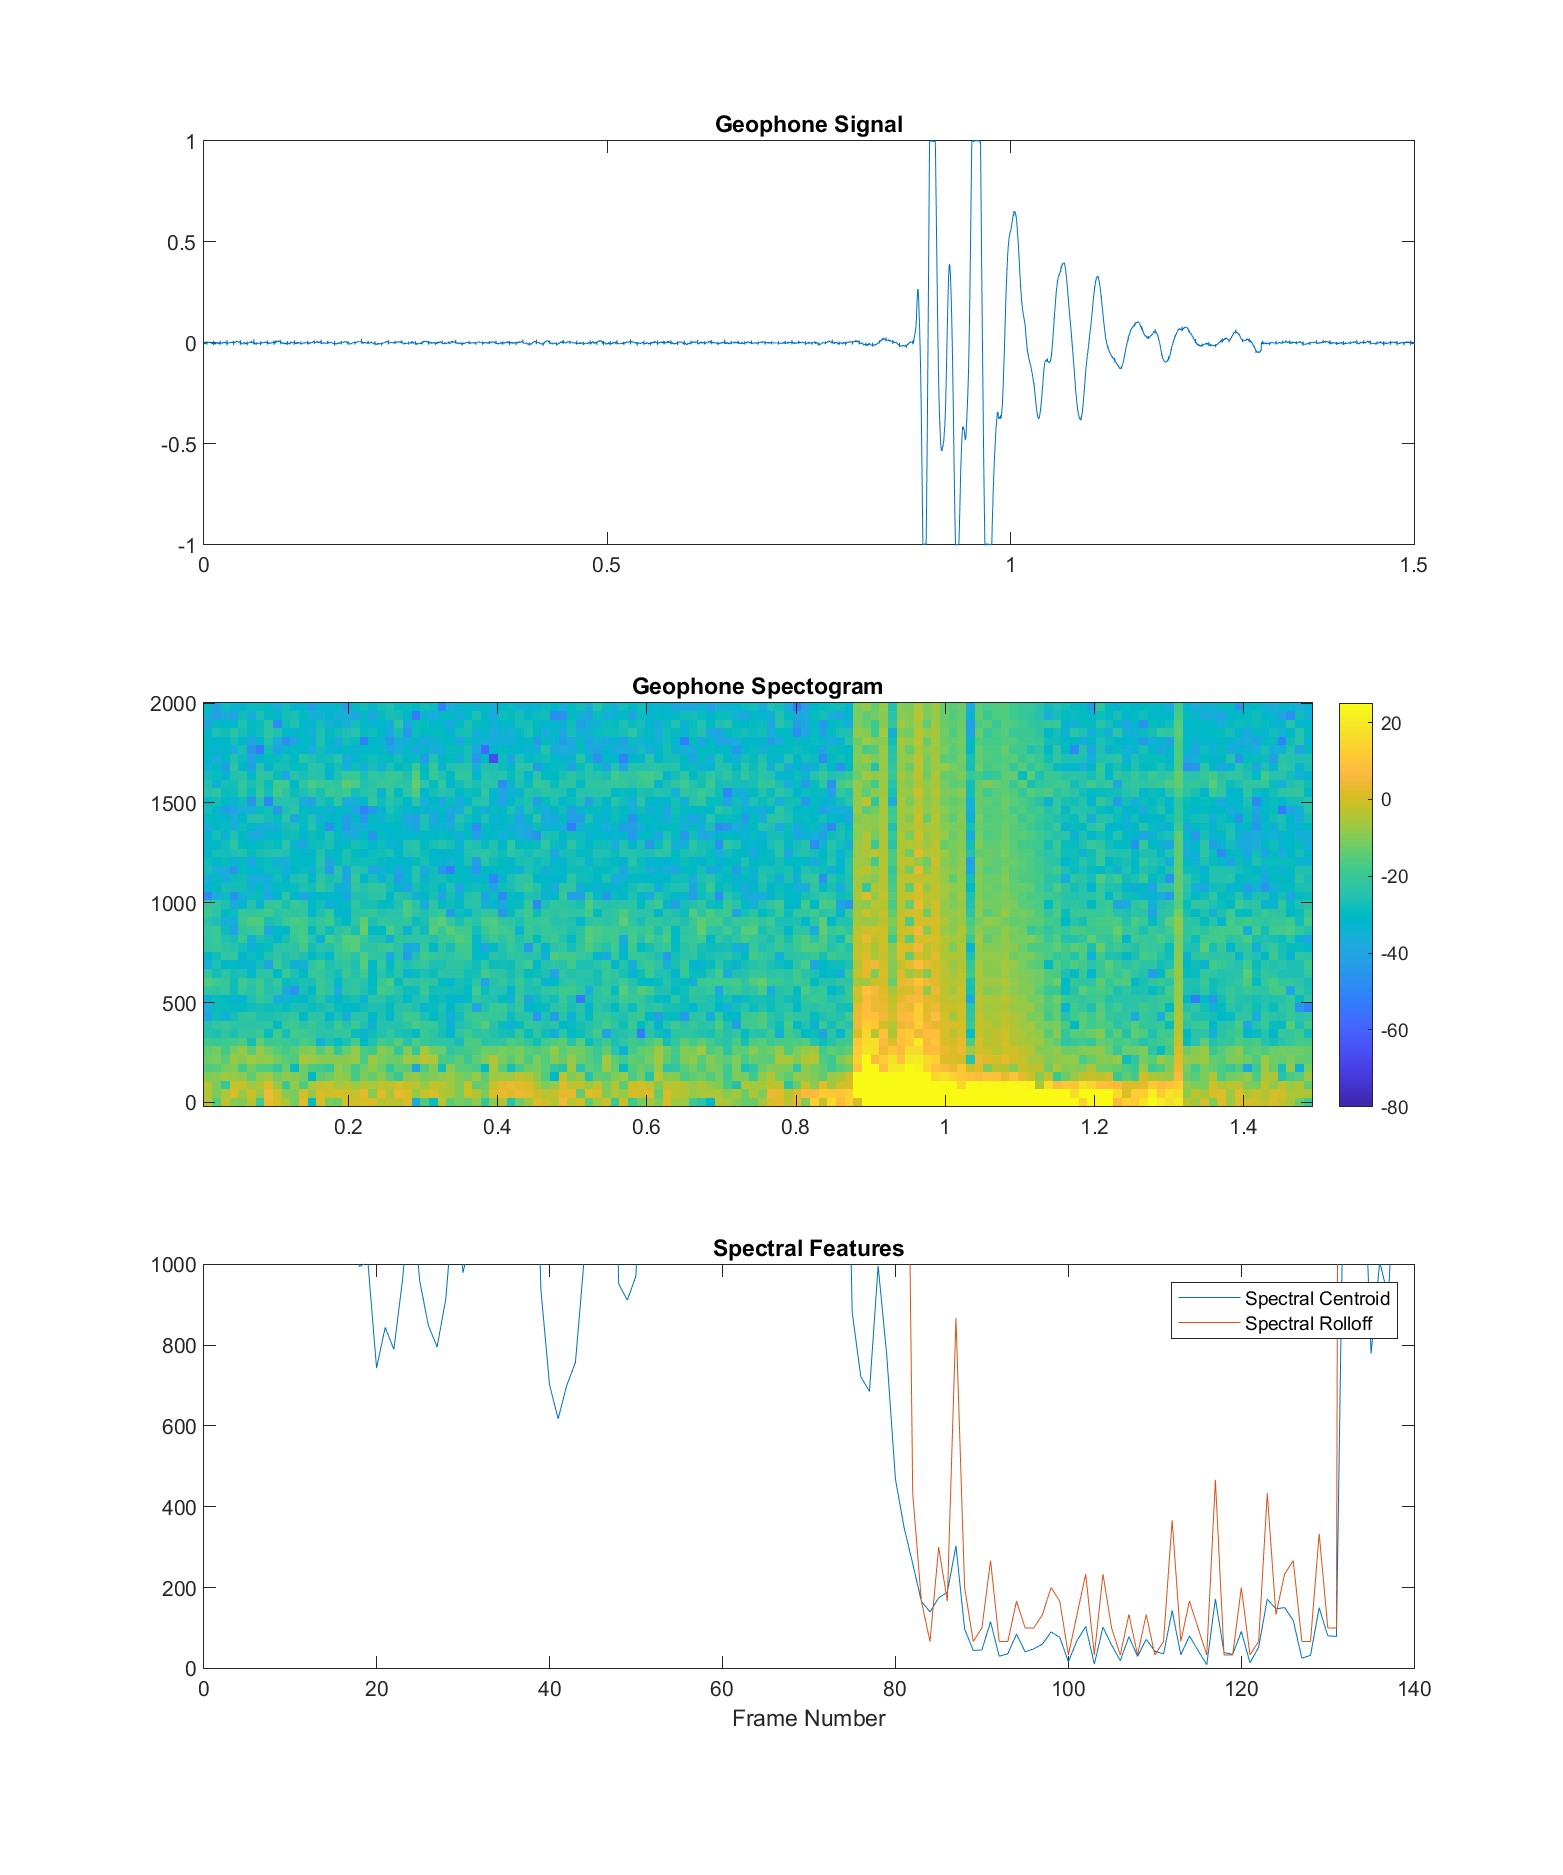 Geophone Signal
1
0.5
0
-0.5
-1
0 0.5 1 1.5
Geophone Spectogram
2000
1500
1000
500
0
20
0
-20
-40
-60
-80
0.2 0.4 0.6 0.8 1 1.2 1.4
Spectral Features
1000
800
600
400
200
0
Spectral Centroid
Spectral Rolloff
0 20 40 60 80 100 120 140
Frame Number